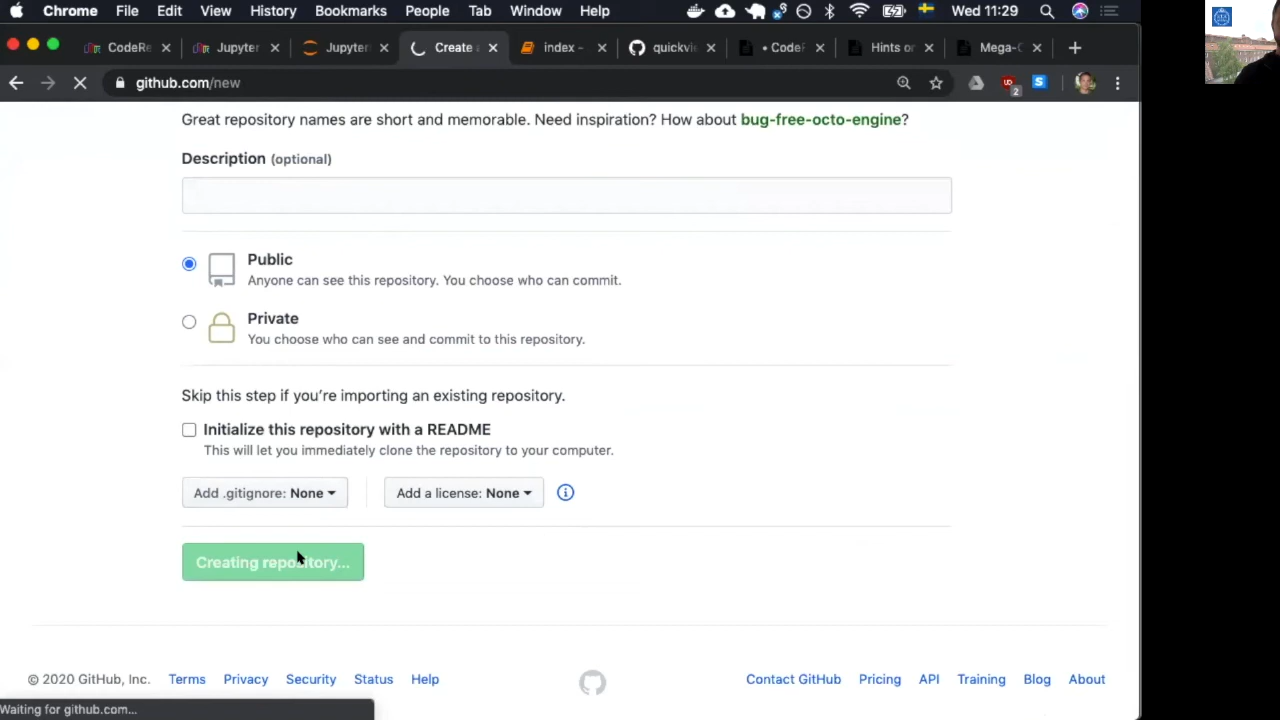 Chrome File Edit View History Bookmarks People Tab Window Help Wed 11:29
CodeRe Jupyter Jupyter Create a index – quickvi • CodeF Hints or Mega-C
github.com/new 2 S
Great repository names are short and memorable. Need inspiration? How about bug-free-octo-engine?
Description (optional)
Public
Anyone can see this repository. You choose who can commit.
Private
You choose who can see and commit to this repository.
Skip this step if you’re importing an existing repository.
Initialize this repository with a README
This will let you immediately clone the repository to your computer.
Add .gitignore: None Add a license: None
Creating repository...
© 2020 GitHub, Inc. Terms Privacy Security Status Help Contact GitHub Pricing API Training Blog About
Waiting for github.com...